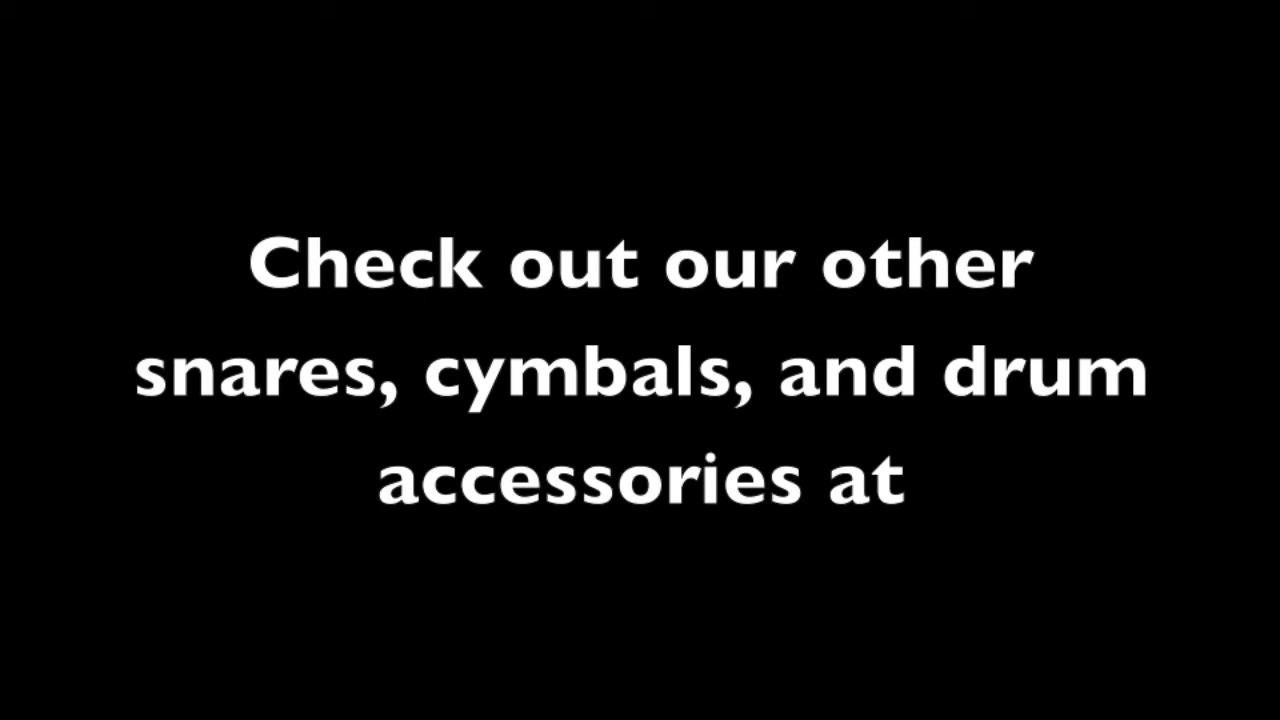 Check out our other
snares, cymbals, and drum
accessories at